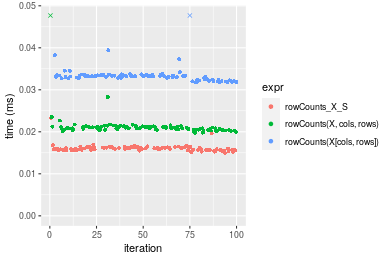 0.05
0.04
0.03
0.02
0.01
0.00
time (ms)
0
25
50
75
100
iteration
expr
rowCounts_X_S
rowCounts(X, cols, rows)
rowCounts(X[cols, rows])